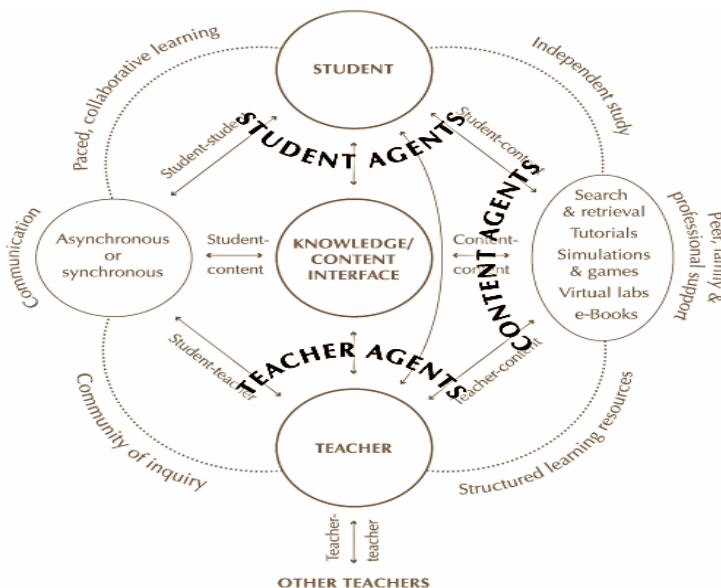 STUDENT
Paced, collaborative learning
Independent study
Student-student
Student-content
STUDENT AGENTS
Communication
Asynchronous
or
synchronous
Student-
content
KNOWLEDGE/
CONTENT
INTERFACE
Content-
content
CONTENT AGENTS
Search
& retrieval
Tutorials
Simulations
& games
Virtual labs
e-Books
Peer, family &
professional support
TEACHER AGENTS
Student-teacher
Teacher-content
Community of inquiry
Structured learning resources
TEACHER
Teacher-
teacher
OTHER TEACHERS